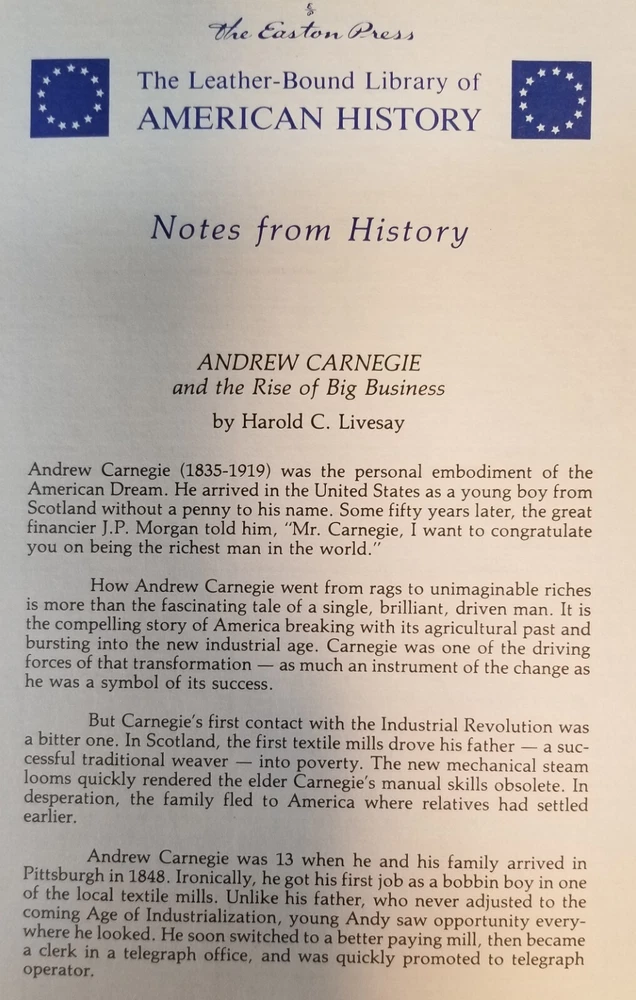 The Easton Press
The Leather-Bound Library of
AMERICAN HISTORY
Notes from History
ANDREW CARNEGIE
and the Rise of Big Business
by Harold C. Livesay
Andrew Carnegie (1835-1919) was the personal embodiment of the
American Dream. He arrived in the United States as a young boy from
Scotland without a penny to his name. Some fifty years later, the great
financier J.P. Morgan told him, “Mr. Carnegie, I want to congratulate
you on being the richest man in the world.”
How Andrew Carnegie went from rags to unimaginable riches
is more than the fascinating tale of a single, brilliant, driven man. It is
the compelling story of America breaking with its agricultural past and
bursting into the new industrial age. Carnegie was one of the driving
forces of that transformation — as much an instrument of the change as
he was a symbol of its success.
But Carnegie's first contact with the Industrial Revolution was
a bitter one. In Scotland, the first textile mills drove his father — a suc-
cessful traditional weaver — into poverty. The new mechanical steam
looms quickly rendered the elder Carnegie's manual skills obsolete. In
desperation, the family fled to America where relatives had settled
earlier.
Andrew Carnegie was 13 when he and his family arrived in
Pittsburgh in 1848. Ironically, he got his first job as a bobbin boy in one
of the local textile mills. Unlike his father, who never adjusted to the
coming Age of Industrialization, young Andy saw opportunity every-
where he looked. He soon switched to a better paying mill, then became
a clerk in a telegraph office, and was quickly promoted to telegraph
operator.